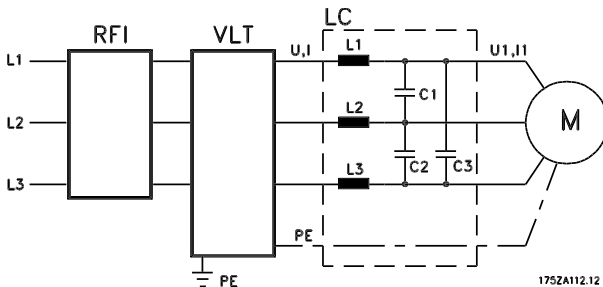 LC
RFI
VLT
U,I
L1
U1,I1
L1
C1
L2
L2
M
C2
C3
L3
L3
PE
PE
175ZA112.12